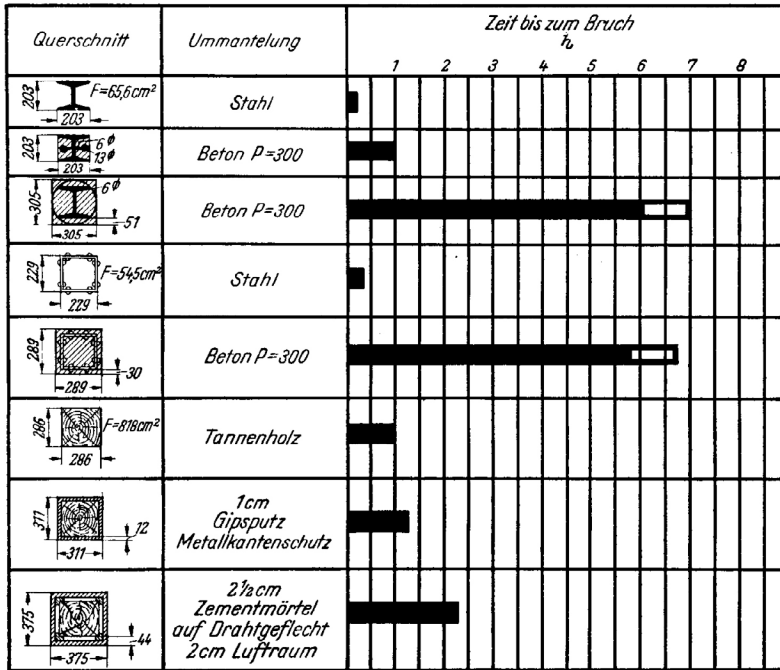 Querschnitt
Ummantelung
Zeit bis zum Bruch
h
1 2 3 4 5 6 7 8
203
F=65,6cm²
203
Stahl
203
6⌀
13⌀
203
Beton P=300
305
6⌀
51
305
Beton P=300
229
F=54,5cm²
229
Stahl
289
30
289
Beton P=300
286
F=818cm²
286
Tannenholz
311
12
311
1cm
Gipsputz
Metallkantenschutz
375
44
375
2½cm
Zementmörtel
auf Drahtgeflecht
2cm Luftraum